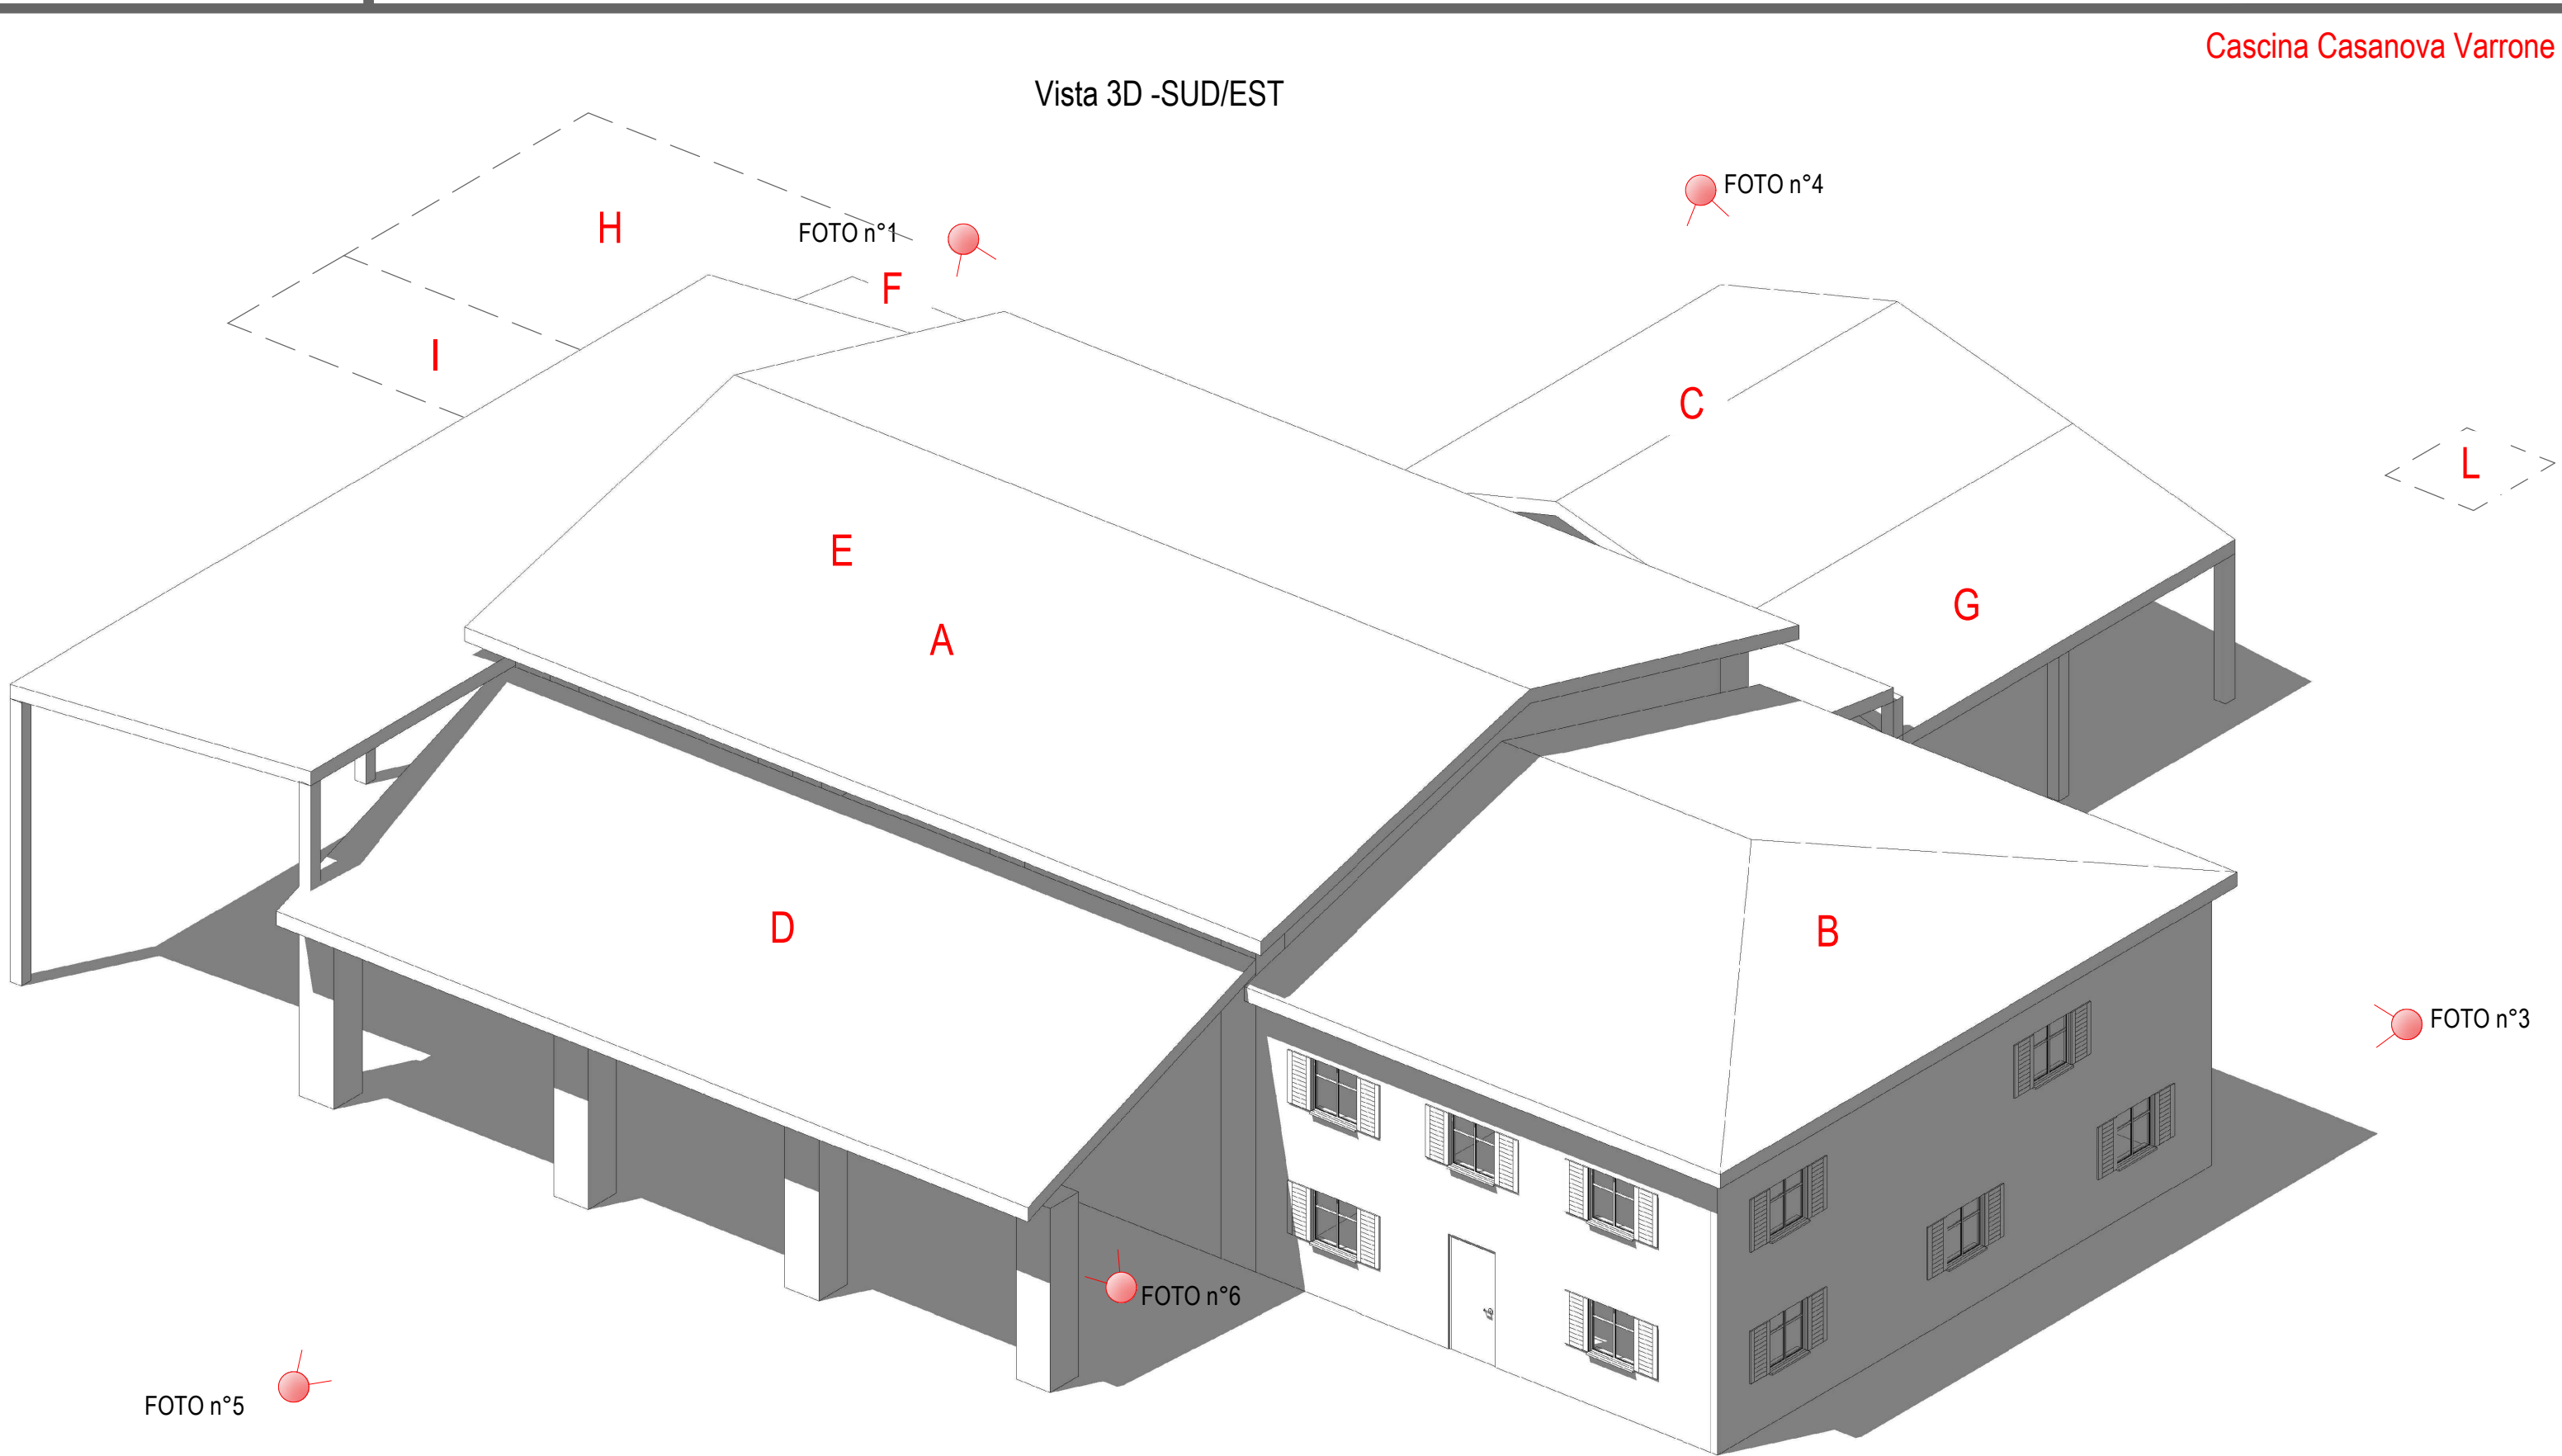 Cascina Casanova Varrone
Vista 3D -SUD/EST
FOTO n°4
H
FOTO n°1
F
I
C
L
E
G
A
D
B
FOTO n°3
FOTO n°6
FOTO n°5